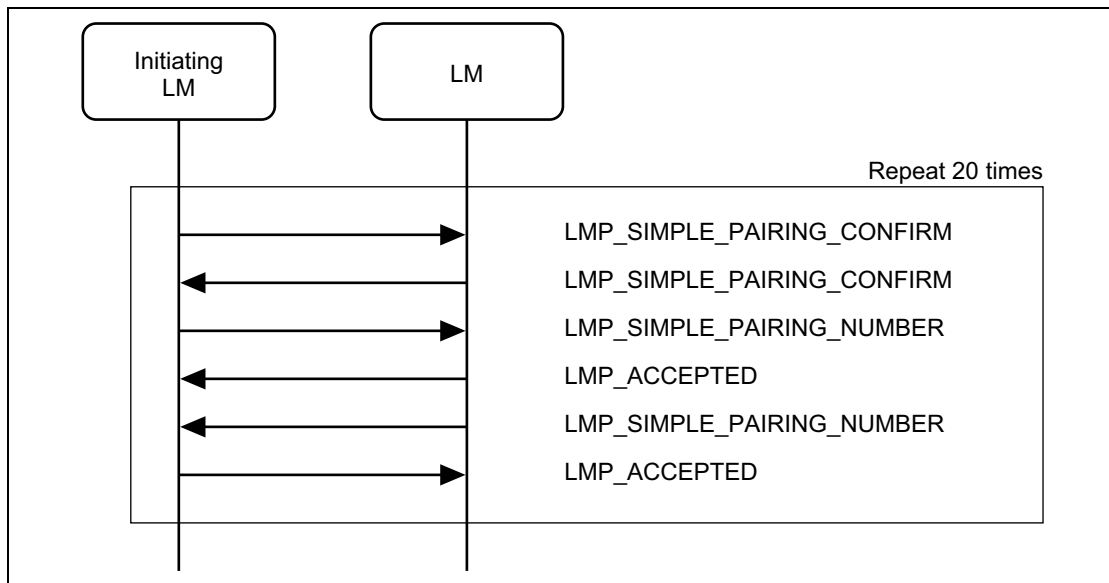 Initiating
LM
LM
Repeat 20 times
LMP_SIMPLE_PAIRING_CONFIRM
LMP_SIMPLE_PAIRING_CONFIRM
LMP_SIMPLE_PAIRING_NUMBER
LMP_ACCEPTED
LMP_SIMPLE_PAIRING_NUMBER
LMP_ACCEPTED